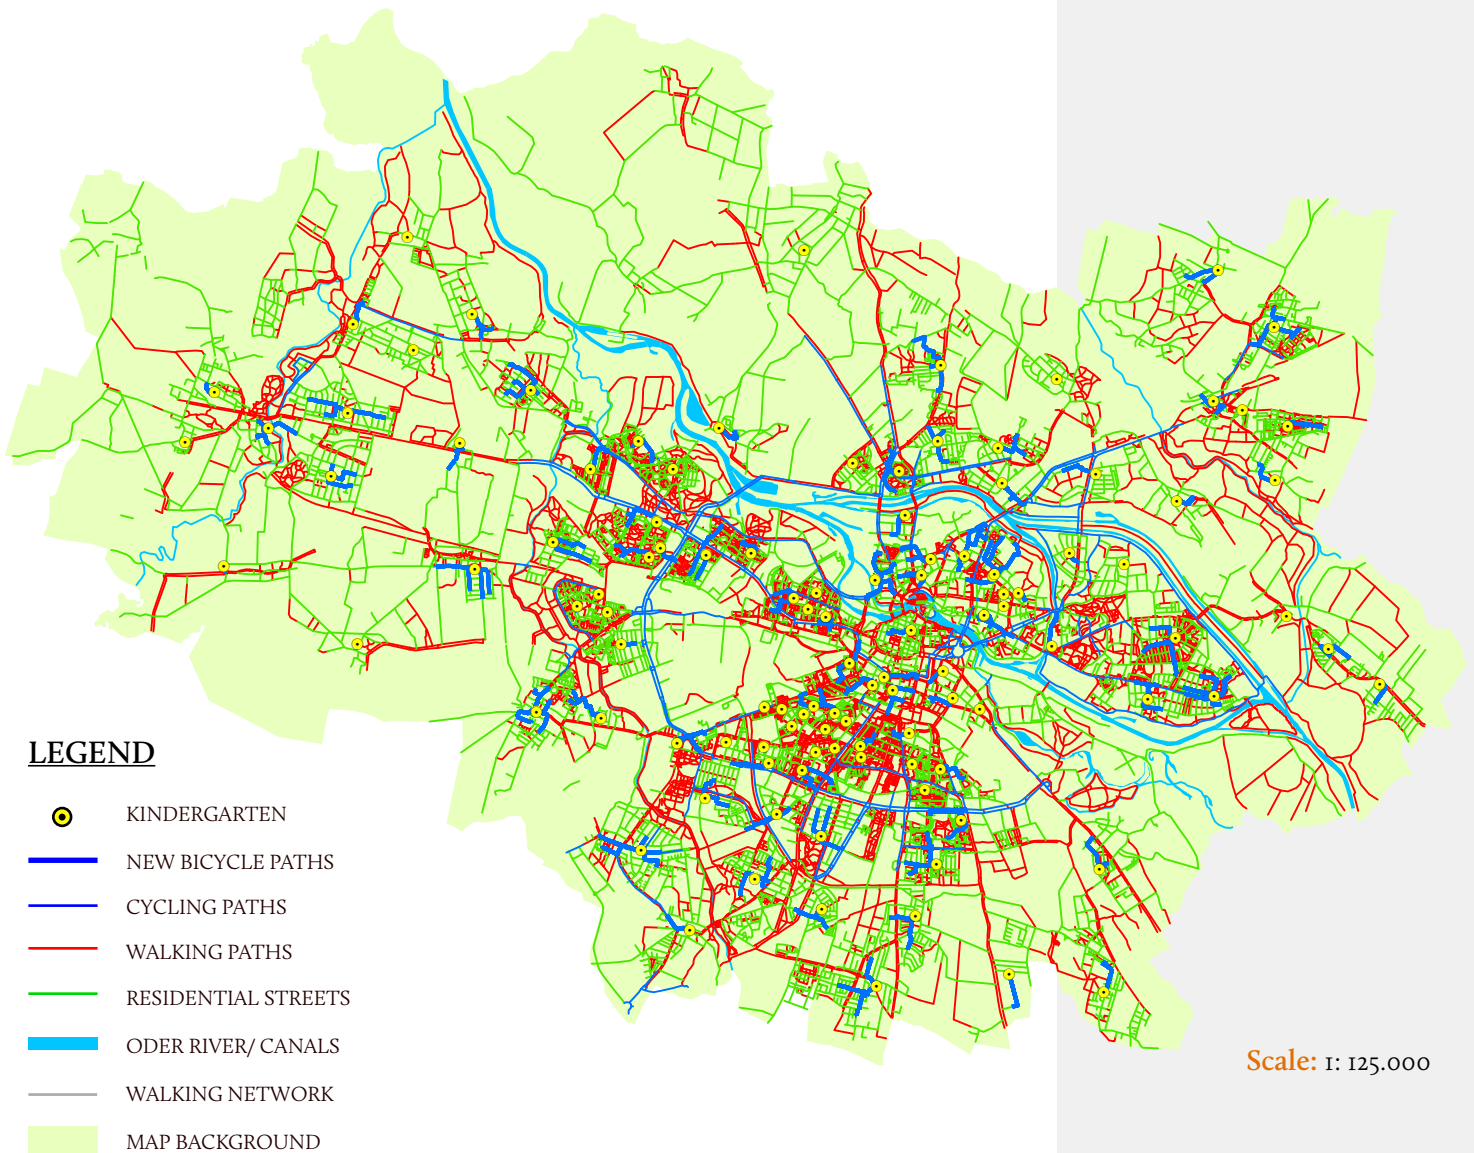 LEGEND
KINDERGARTEN
NEW BICYCLE PATHS
CYCLING PATHS
WALKING PATHS
RESIDENTIAL STREETS
ODER RIVER/ CANALS
WALKING NETWORK
MAP BACKGROUND
Scale: 1: 125.000